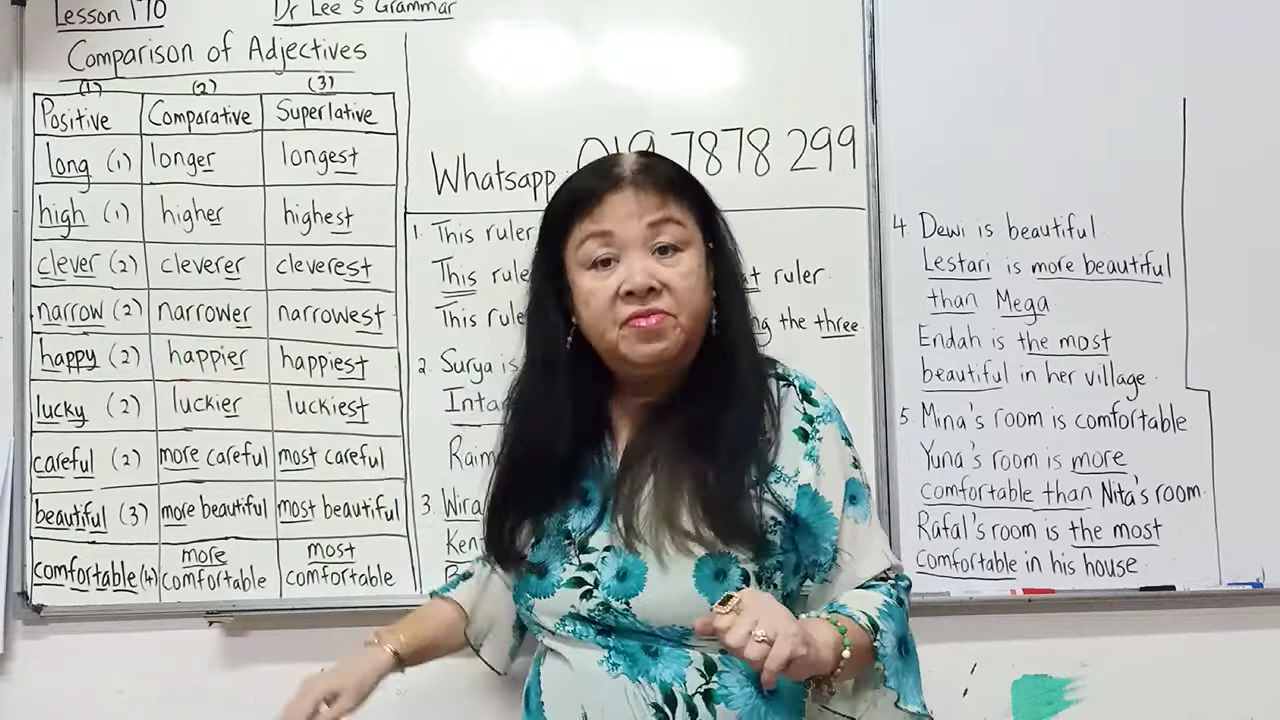 Lesson 170
Dr Lee's Grammar
Comparison of Adjectives
(1) (2) (3)
Positive Comparative Superlative
long (1) longer longest
high (1) higher highest
clever (2) cleverer cleverest
narrow (2) narrower narrowest
happy (2) happier happiest
lucky (2) luckier luckiest
careful (2) more careful most careful
beautiful (3) more beautiful most beautiful
comfortable (4) more comfortable most comfortable
Whatsapp 019 7878 299
1. This ruler
This ruler
This the three
2. Surya is
3.
4. Dewi is beautiful
Lestari is more beautiful
than Mega
Endah is the most
beautiful in her village.
5. Mina's room is comfortable
Yuna's room is more
comfortable than Nita's room.
Rafal's room is the most
comfortable in his house.